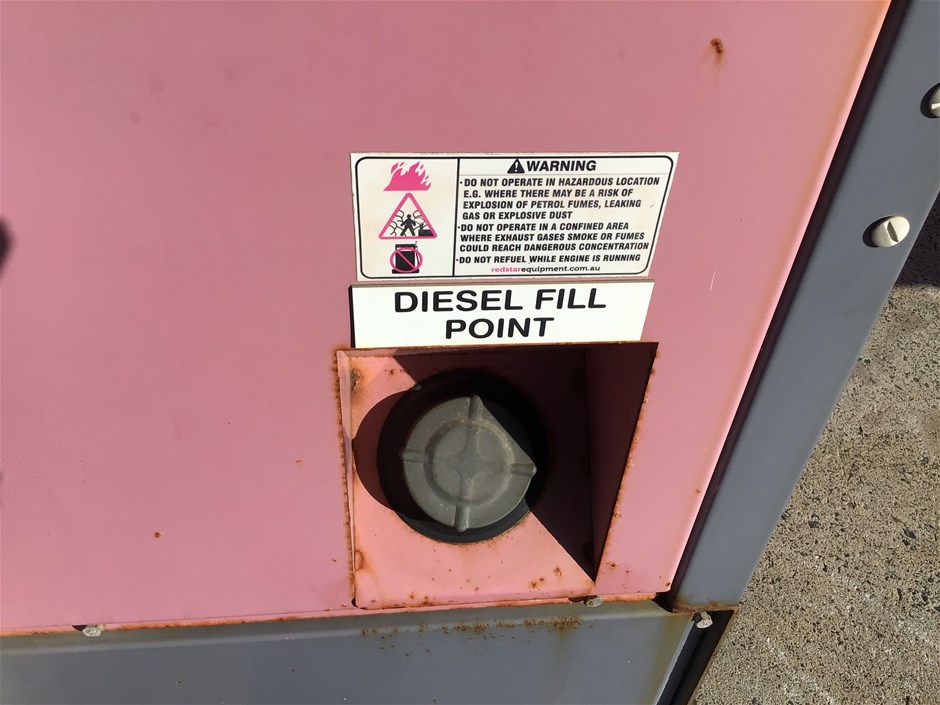 WARNING
·DO NOT OPERATE IN HAZARDOUS LOCATION
E.G. WHERE THERE MAY BE A RISK OF
EXPLOSION OF PETROL FUMES, LEAKING
GAS OR EXPLOSIVE DUST
·DO NOT OPERATE IN A CONFINED AREA
WHERE EXHAUST GASES SMOKE OR FUMES
COULD REACH DANGEROUS CONCENTRATION
·DO NOT REFUEL WHILE ENGINE IS RUNNING
redstarequipment.com.au
DIESEL FILL
POINT